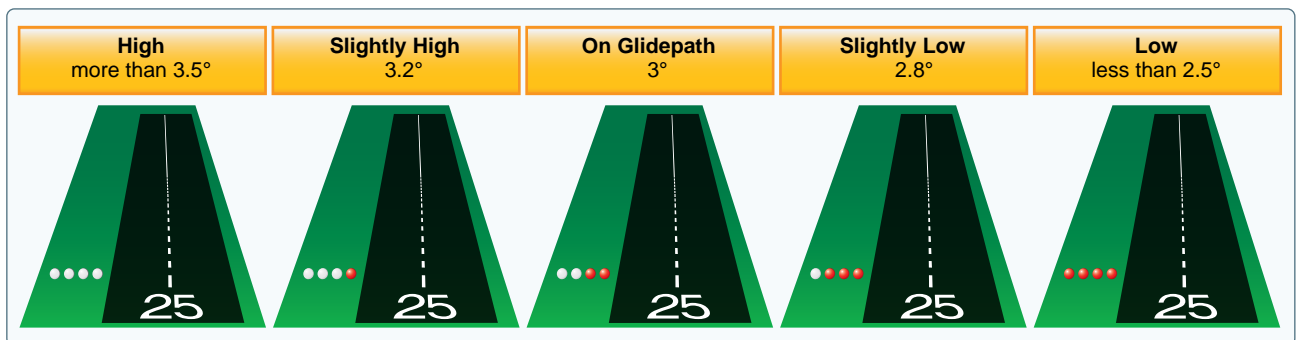 High
more than 3.5°
Slightly High
3.2°
On Glidepath
3°
Slightly Low
2.8°
Low
less than 2.5°
25
25
25
25
25